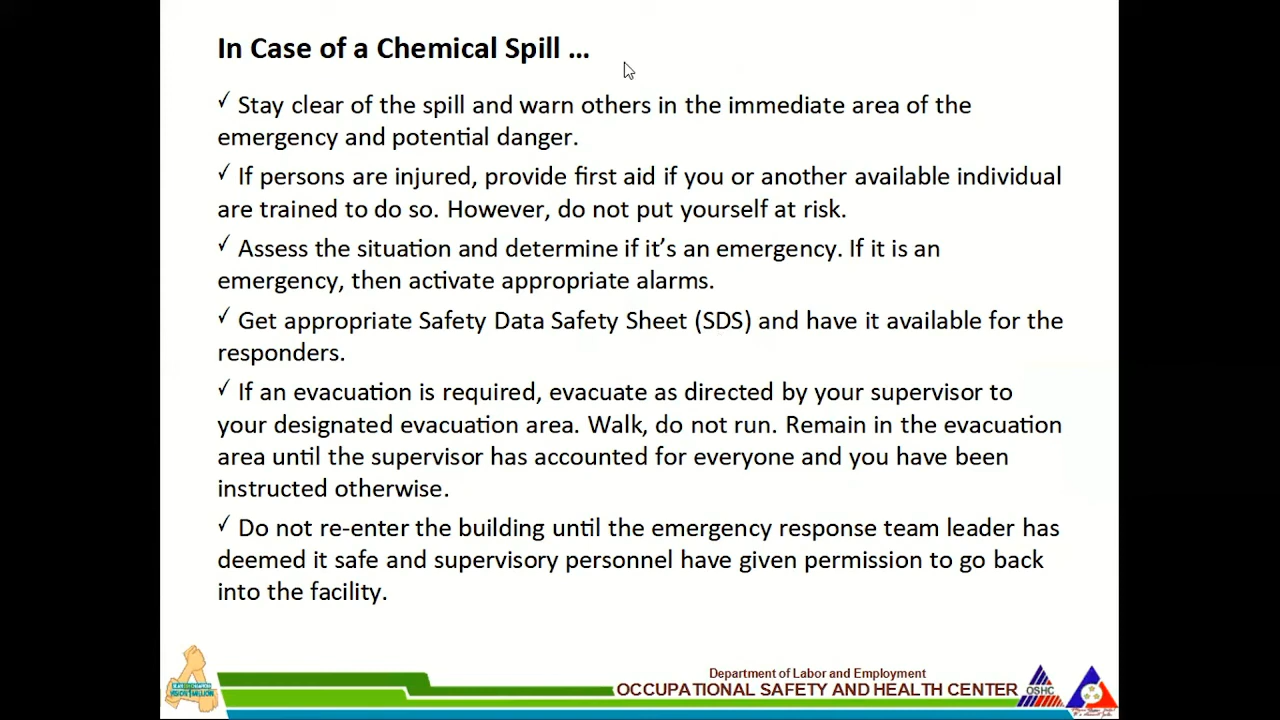 In Case of a Chemical Spill ...
✓ Stay clear of the spill and warn others in the immediate area of the
emergency and potential danger.
✓ If persons are injured, provide first aid if you or another available individual
are trained to do so. However, do not put yourself at risk.
✓ Assess the situation and determine if it's an emergency. If it is an
emergency, then activate appropriate alarms.
✓ Get appropriate Safety Data Safety Sheet (SDS) and have it available for the
responders.
✓ If an evacuation is required, evacuate as directed by your supervisor to
your designated evacuation area. Walk, do not run. Remain in the evacuation
area until the supervisor has accounted for everyone and you have been
instructed otherwise.
✓ Do not re-enter the building until the emergency response team leader has
deemed it safe and supervisory personnel have given permission to go back
into the facility.
Department of Labor and Employment
OCCUPATIONAL SAFETY AND HEALTH CENTER
OSHC